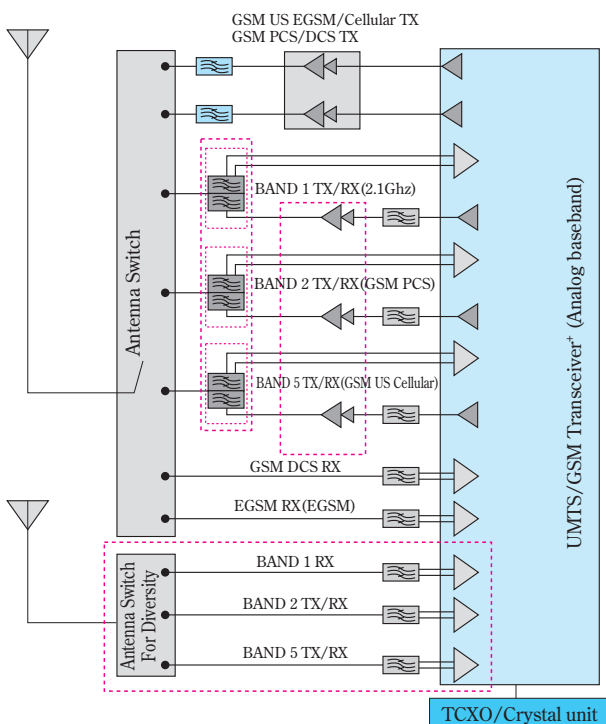 GSM US EGSM/Cellular TX
GSM PCS/DCS TX
Antenna Switch
BAND 1 TX/RX(2.1Ghz)
BAND 2 TX/RX(GSM PCS)
BAND 5 TX/RX(GSM US Cellular)
GSM DCS RX
EGSM RX(EGSM)
UMTS/GSM Transceiver⁺ (Analog baseband)
Antenna Switch
For Diversity
BAND 1 RX
BAND 2 TX/RX
BAND 5 TX/RX
TCXO/Crystal unit